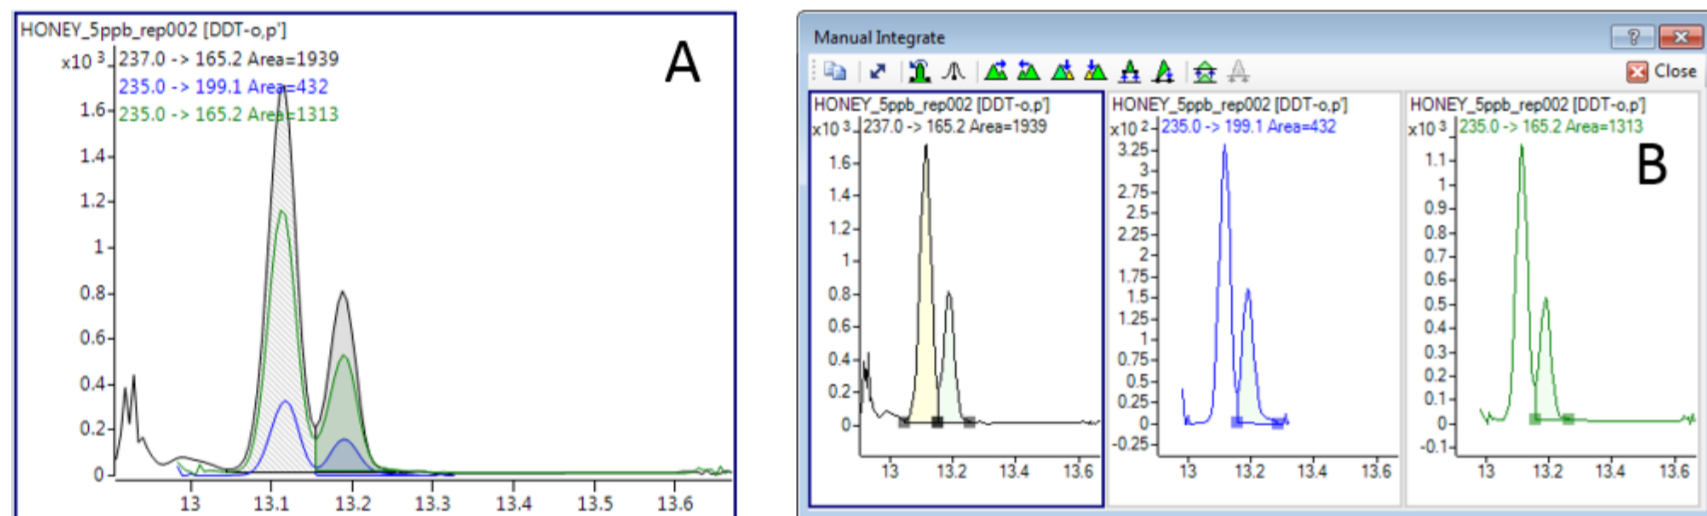 HONEY_5ppb_rep002 [DDT-o,p']
x10 3
237.0 -> 165.2 Area=1939
235.0 -> 199.1 Area=432
235.0 -> 165.2 Area=1313
A
1.6
1.4
1.2
1
0.8
0.6
0.4
0.2
0
13 13.1 13.2 13.3 13.4 13.5 13.6
Manual Integrate
Close
HONEY_5ppb_rep002 [DDT-o,p']
x10 3 237.0 -> 165.2 Area=1939
1.6
1.4
1.2
1
0.8
0.6
0.4
0.2
0
13 13.2 13.4 13.6
HONEY_5ppb_rep002 [DDT-o,p']
x10 2 235.0 -> 199.1 Area=432
3.25
3
2.75
2.5
2.25
2
1.75
1.5
1.25
1
0.75
0.5
0.25
0
-0.25
13 13.2 13.4 13.6
HONEY_5ppb_rep002 [DDT-o,p']
x10 3 235.0 -> 165.2 Area=1313
B
1.1
1
0.9
0.8
0.7
0.6
0.5
0.4
0.3
0.2
0.1
0
-0.1
13 13.2 13.4 13.6